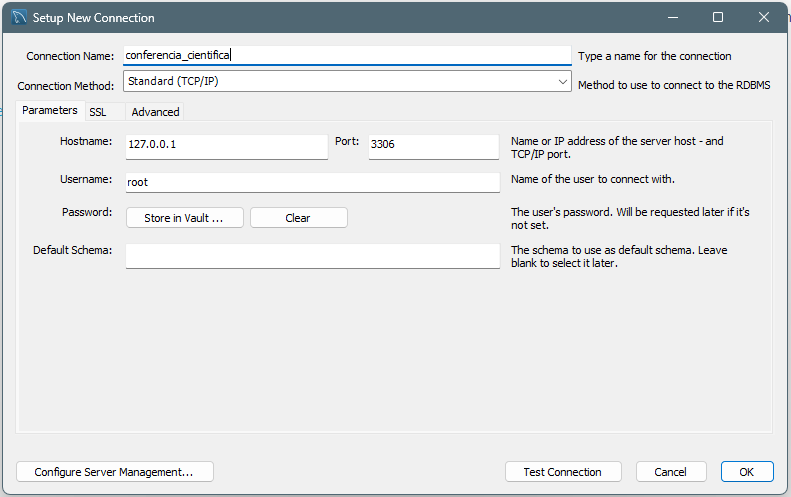 Setup New Connection
Connection Name: conferencia_cientifica Type a name for the connection
Connection Method: Standard (TCP/IP) Method to use to connect to the RDBMS
Parameters SSL Advanced
Hostname: 127.0.0.1 Port: 3306 Name or IP address of the server host - and
TCP/IP port.
Username: root Name of the user to connect with.
Password: Store in Vault ... Clear The user's password. Will be requested later if it's
not set.
Default Schema: The schema to use as default schema. Leave
blank to select it later.
Configure Server Management... Test Connection Cancel OK